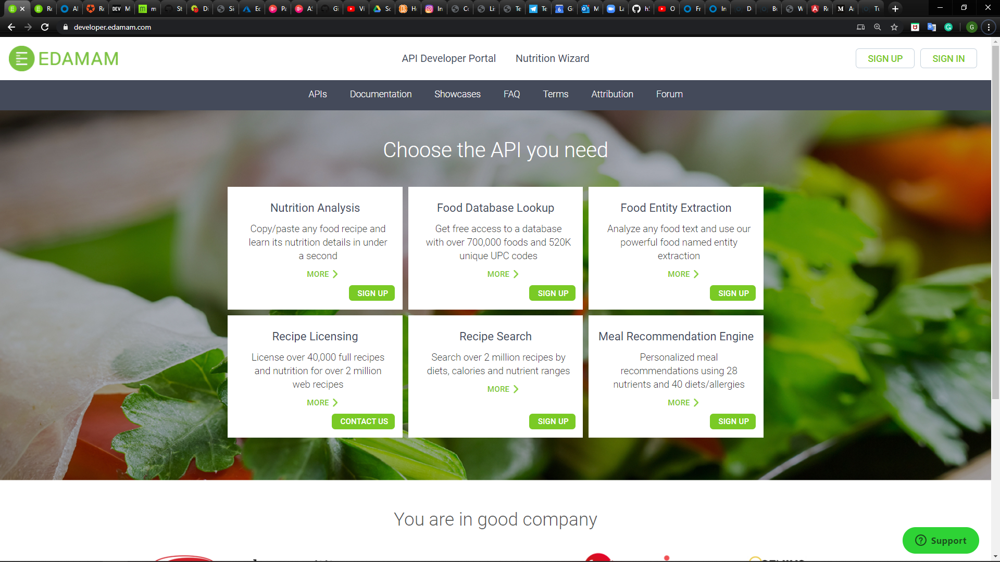 developer.edamam.com
EDAMAM
API Developer Portal
Nutrition Wizard
SIGN UP
SIGN IN
APIs
Documentation
Showcases
FAQ
Terms
Attribution
Forum
Choose the API you need
Nutrition Analysis
Copy/paste any food recipe and
learn its nutrition details in under
a second
MORE
SIGN UP
Food Database Lookup
Get free access to a database
with over 700,000 foods and 520K
unique UPC codes
MORE
SIGN UP
Food Entity Extraction
Analyze any food text and use our
powerful food named entity
extraction
MORE
SIGN UP
Recipe Licensing
License over 40,000 full recipes
and nutrition for over 2 million
web recipes
MORE
CONTACT US
Recipe Search
Search over 2 million recipes by
diets, calories and nutrient ranges
MORE
SIGN UP
Meal Recommendation Engine
Personalized meal
recommendations using 28
nutrients and 40 diets/allergies
MORE
SIGN UP
You are in good company
Support